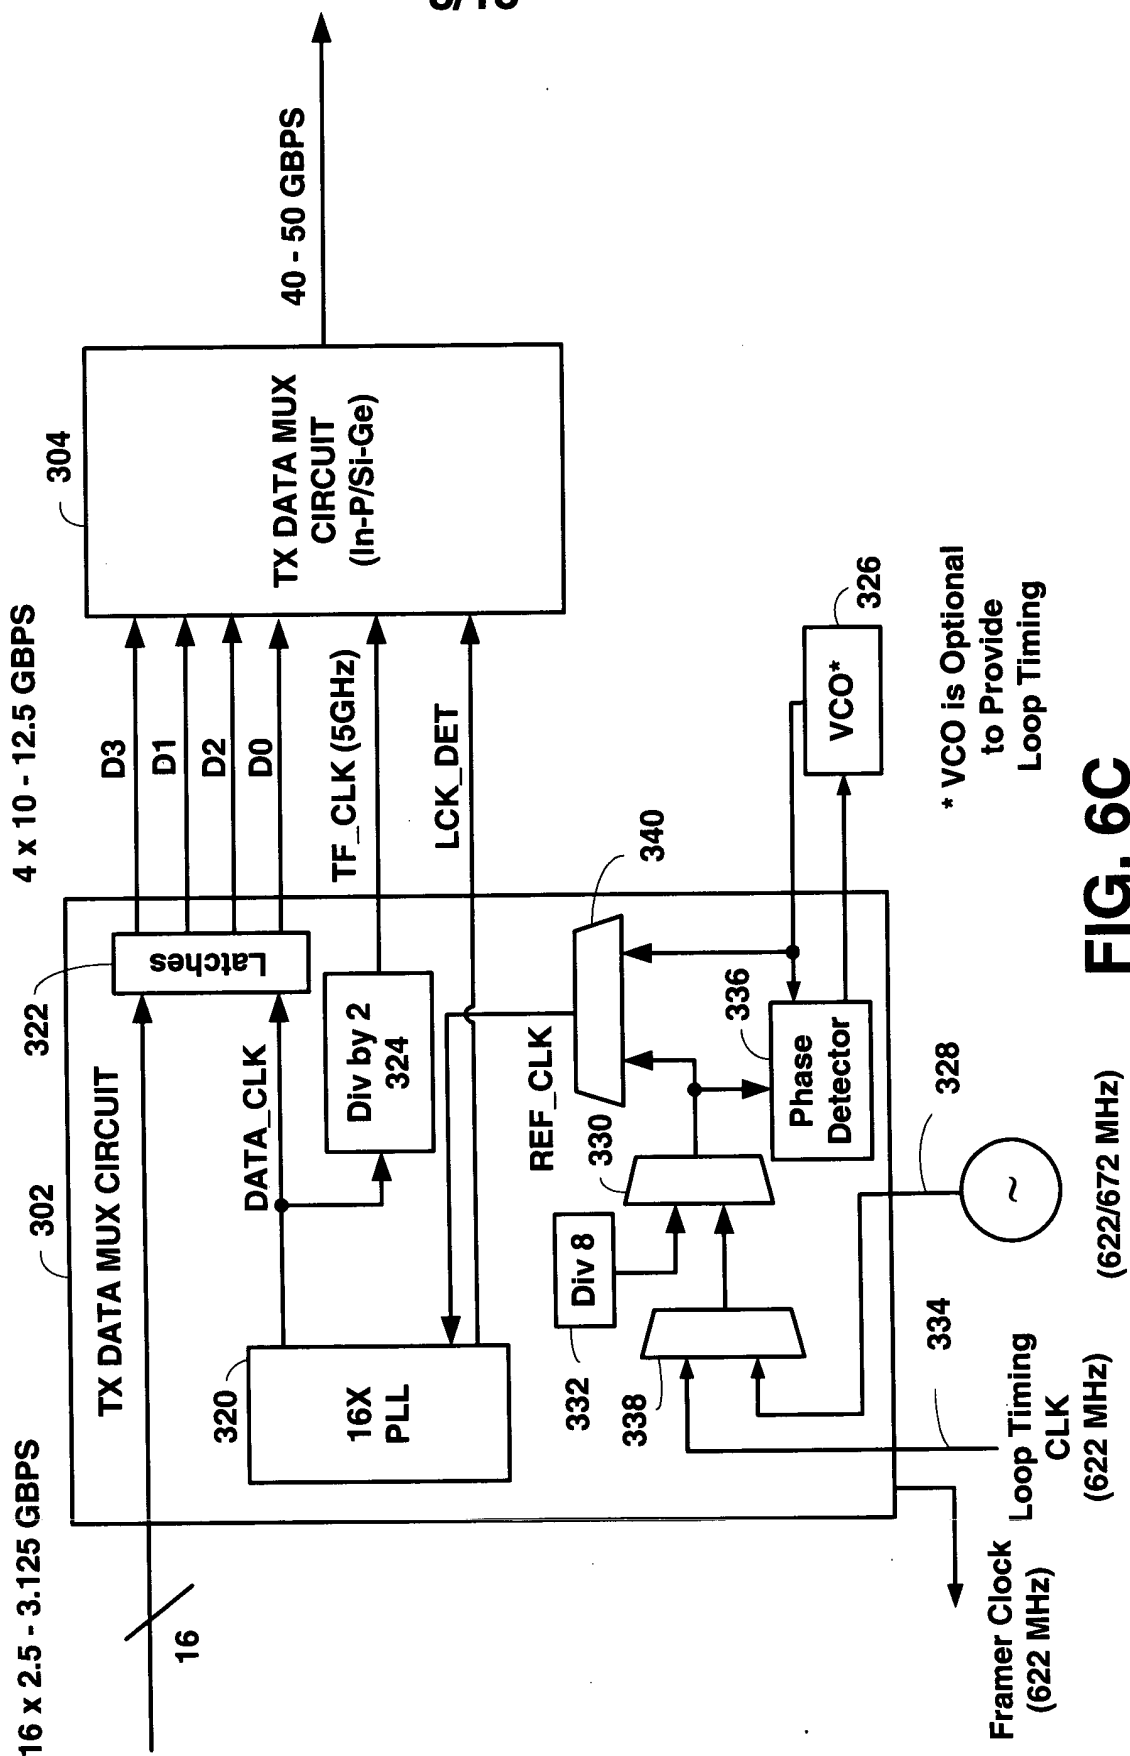 16 x 2.5 - 3.125 GBPS
4 x 10 - 12.5 GBPS
16
302
TX DATA MUX CIRCUIT
322
Latches
D3
D1
D2
D0
304
TX DATA MUX
CIRCUIT
(In-P/Si-Ge)
40 - 50 GBPS
320
16X
PLL
DATA_CLK
Div by 2
324
TF_CLK (5GHz)
LCK_DET
REF_CLK
340
332
Div 8
330
338
336
Phase
Detector
VCO*
326
Framer Clock
(622 MHz)
Loop Timing
CLK
(622 MHz)
334
328
~
(622/672 MHz)
* VCO is Optional
to Provide
Loop Timing
FIG. 6C